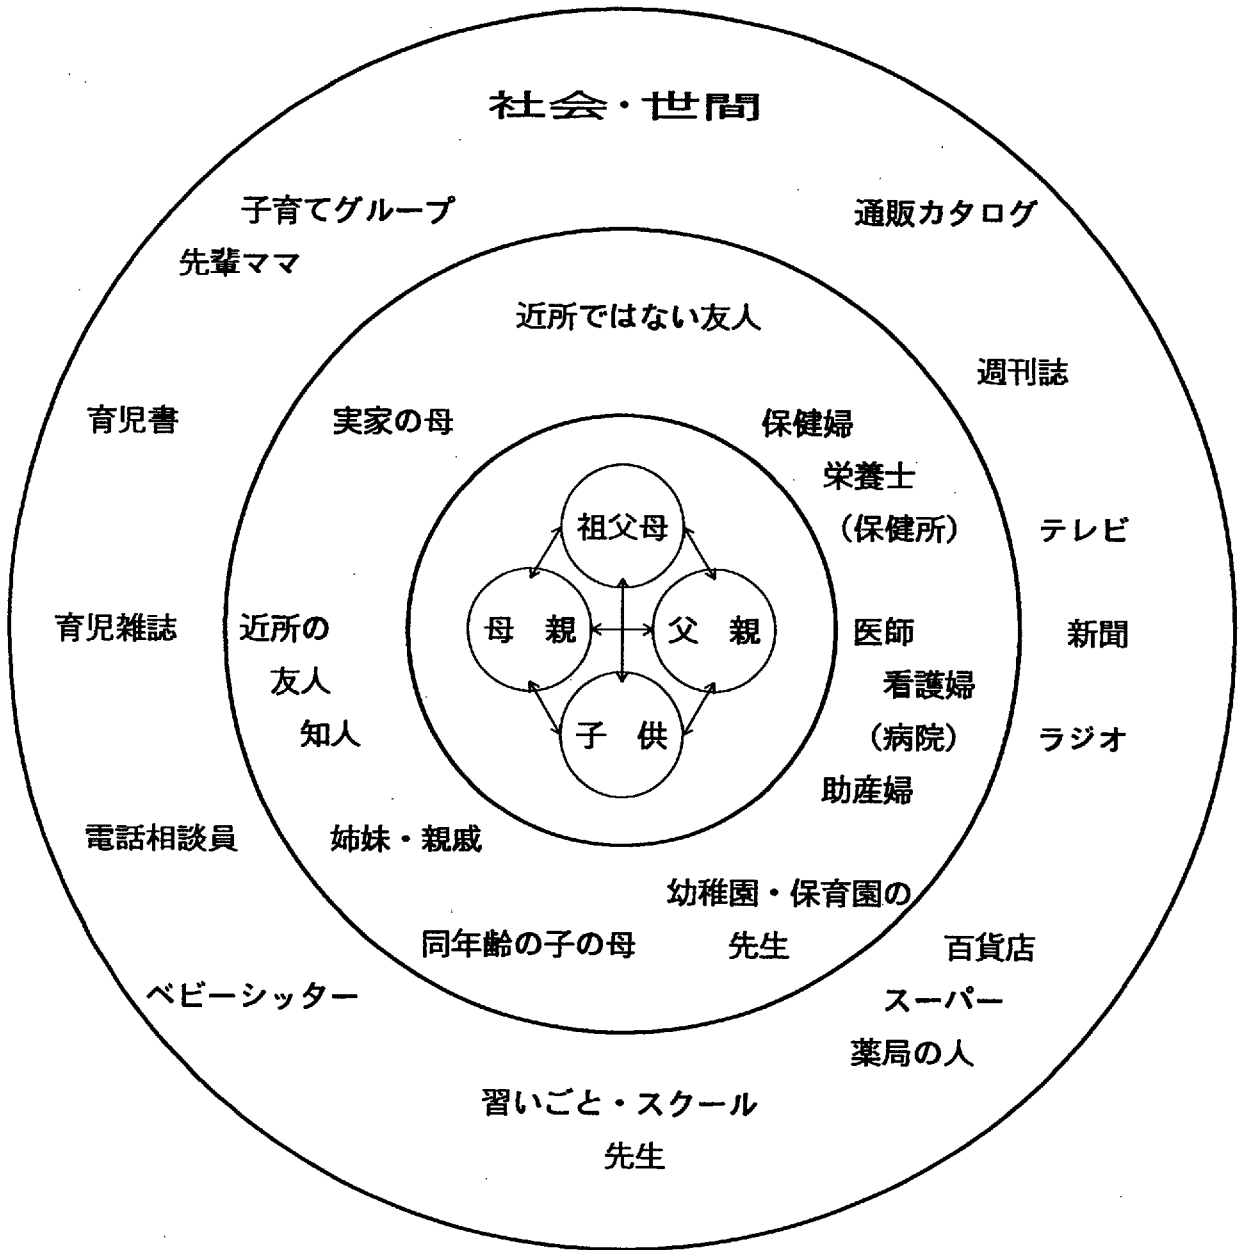 社会・世間
子育てグループ
通販カタログ
先輩ママ
近所ではない友人
週刊誌
育児書
実家の母
保健婦
栄養士
（保健所）
テレビ
祖父母
母　親
父　親
子　供
育児雑誌
近所の
友人
知人
医師
看護婦
（病院）
助産婦
新聞
ラジオ
電話相談員
姉妹・親戚
幼稚園・保育園の
先生
同年齢の子の母
百貨店
スーパー
薬局の人
ベビーシッター
習いごと・スクール
先生